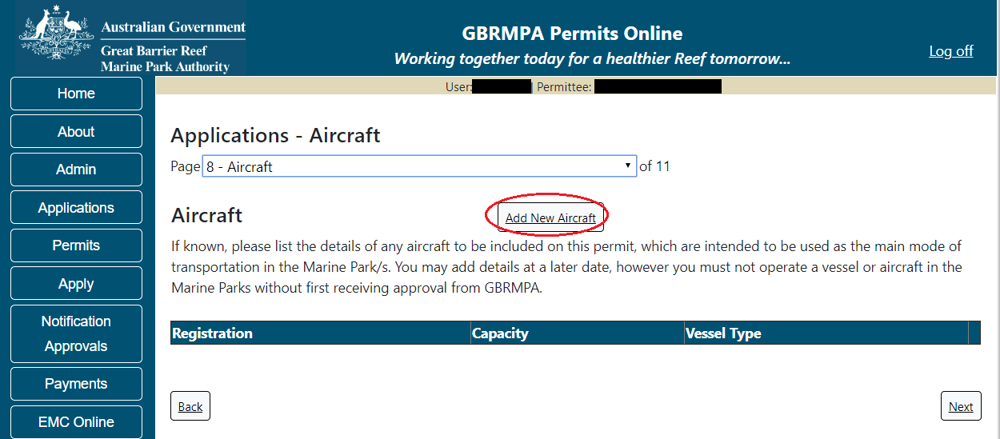 Australian Government
Great Barrier Reef
Marine Park Authority
GBRMPA Permits Online
Working together today for a healthier Reef tomorrow...
Log off
User: | Permittee:
Home
About
Admin
Applications
Permits
Apply
Notification
Approvals
Payments
EMC Online
Applications - Aircraft
Page 8 - Aircraft of 11
Aircraft
Add New Aircraft
If known, please list the details of any aircraft to be included on this permit, which are intended to be used as the main mode of
transportation in the Marine Park/s. You may add details at a later date, however you must not operate a vessel or aircraft in the
Marine Parks without first receiving approval from GBRMPA.
Registration Capacity Vessel Type
Back Next